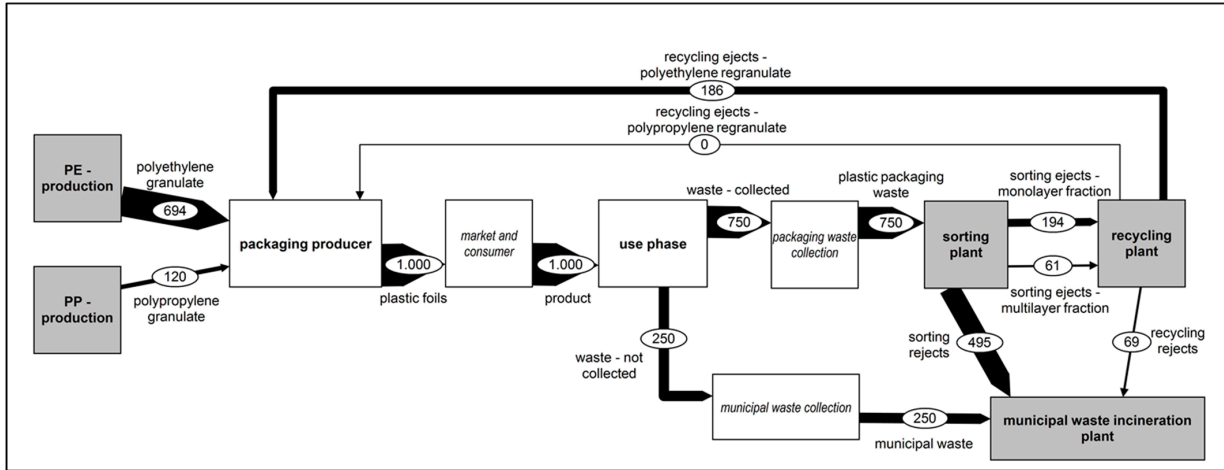 recycling ejects -
polyethylene regranulate
186
recycling ejects -
polypropylene regranulate
0
PE -
production
polyethylene
granulate
694
PP -
production
120
polypropylene
granulate
packaging producer
1.000
plastic foils
market and
consumer
1.000
product
use phase
waste - collected
750
packaging waste
collection
plastic packaging
waste
750
sorting
plant
sorting ejects -
monolayer fraction
194
61
sorting ejects -
multilayer fraction
recycling
plant
250
waste - not
collected
municipal waste collection
250
municipal waste
sorting
rejects
495
69
recycling
rejects
municipal waste incineration
plant